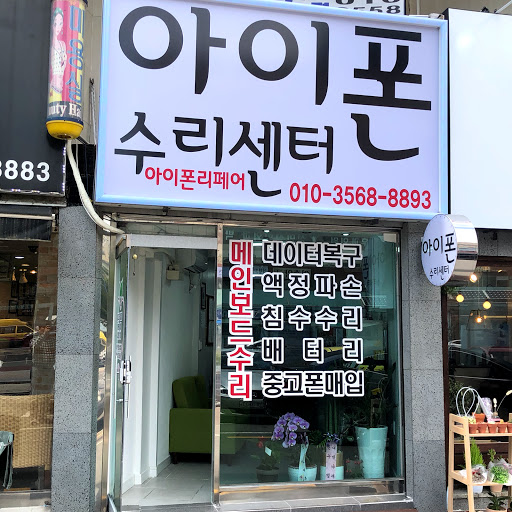 아이폰
수리센터
아이폰리페어
010-3568-8893
아이폰
수리센터
메인보드수리
데이터복구
액정파손
침수수리
배터리
중고폰매입
8883